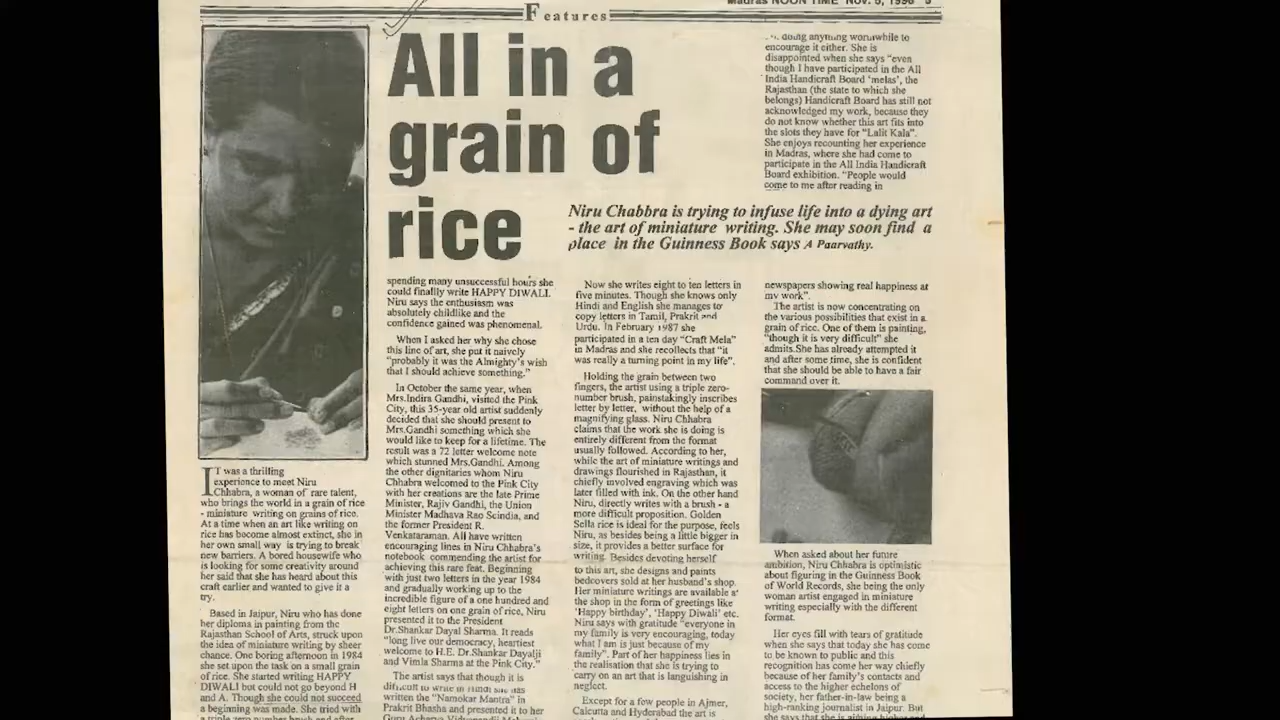 Madras NOON TIME Nov. 5, 1996 5
Features
All in a
grain of
rice
Niru Chabbra is trying to infuse life into a dying art
- the art of miniature writing. She may soon find a
place in the Guinness Book says A Paarvathy.
IT was a thrilling
experience to meet Niru
Chhabra, a woman of rare talent,
who brings the world in a grain of rice
- miniature writing on grains of rice.
At a time when an art like writing on
rice has become almost extinct, she in
her own small way is trying to break
new barriers. A bored housewife who
is looking for some creativity around
her said that she has heard about this
craft earlier and wanted to give it a
try.
Based in Jaipur, Niru who has done
her diploma in painting from the
Rajasthan School of Arts, struck upon
the idea of miniature writing by sheer
chance. One boring afternoon in 1984
she set upon the task on a small grain
of rice. She started writing HAPPY
DIWALI but could not go beyond H
and A. Though she could not succeed
a beginning was made. She tried with
a triple zero number brush and after
spending many unsuccessful hours she
could finallly write HAPPY DIWALI.
Niru says the enthusiasm was
absolutely childlike and the
confidence gained was phenomenal.
When I asked her why she chose
this line of art, she put it naively
"probably it was the Almighty's wish
that I should achieve something."
In October the same year, when
Mrs.Indira Gandhi, visited the Pink
City, this 35-year old artist suddenly
decided that she should present to
Mrs.Gandhi something which she
would like to keep for a lifetime. The
result was a 72 letter welcome note
which stunned Mrs.Gandhi. Among
the other dignitaries whom Niru
Chhabra welcomed to the Pink City
with her creations are the late Prime
Minister, Rajiv Gandhi, the Union
Minister Madhava Rao Scindia, and
the former President R.
Venkataraman. All have written
encouraging lines in Niru Chhabra's
notebook commending the artist for
achieving this rare feat. Beginning
with just two letters in the year 1984
and gradually working up to the
incredible figure of a one hundred and
eight letters on one grain of rice, Niru
presented it to the President
Dr.Shankar Dayal Sharma. It reads
"long live our democracy, heartiest
welcome to H.E. Dr.Shankar Dayalji
and Vimla Sharma at the Pink City."
The artist says that though it is
difficult to write in Hindi she has
written the "Namokar Mantra" in
Prakrit Bhasha and presented it to her
Guru Acharya
Now she writes eight to ten letters in
five minutes. Though she knows only
Hindi and English she manages to
copy letters in Tamil, Prakrit and
Urdu. In February 1987 she
participated in a ten day "Craft Mela"
in Madras and she recollects that "it
was really a turning point in my life".
Holding the grain between two
fingers, the artist using a triple zero-
number brush, painstakingly inscribes
letter by letter, without the help of a
magnifying glass. Niru Chhabra
claims that the work she is doing is
entirely different from the format
usually followed. According to her,
while the art of miniature writings and
drawings flourished in Rajasthan, it
chiefly involved engraving which was
later filled with ink. On the other hand
Niru, directly writes with a brush - a
more difficult proposition. Golden
Sella rice is ideal for the purpose, feels
Niru, as besides being a little bigger in
size, it provides a better surface for
writing. Besides devoting herself
to this art, she designs and paints
bedcovers sold at her husband's shop.
Her miniature writings are available at
the shop in the form of greetings like
'Happy birthday', 'Happy Diwali' etc.
Niru says with gratitude "everyone in
my family is very encouraging, today
what I am is just because of my
family". Part of her happiness lies in
the realisation that she is trying to
carry on an art that is languishing in
neglect.
Except for a few people in Ajmer,
Calcutta and Hyderabad the art is
doing anything worthwhile to
encourage it either. She is
disappointed when she says "even
though I have participated in the All
India Handicraft Board 'melas', the
Rajasthan (the state to which she
belongs) Handicraft Board has still not
acknowledged my work, because they
do not know whether this art fits into
the slots they have for "Lalit Kala".
She enjoys recounting her experience
in Madras, where she had come to
participate in the All India Handicraft
Board exhibition. "People would
come to me after reading in
newspapers showing real happiness at
my work".
The artist is now concentrating on
the various possibilities that exist in a
grain of rice. One of them is painting,
"though it is very difficult" she
admits.She has already attempted it
and after some time, she is confident
that she should be able to have a fair
command over it.
When asked about her future
ambition, Niru Chhabra is optimistic
about figuring in the Guinness Book
of World Records, she being the only
woman artist engaged in miniature
writing especially with the different
format.
Her eyes fill with tears of gratitude
when she says that today she has come
to be known to public and this
recognition has come her way chiefly
because of her family's contacts and
access to the higher echelons of
society, her father-in-law being a
high-ranking journalist in Jaipur. But
she says that she is aiming higher and